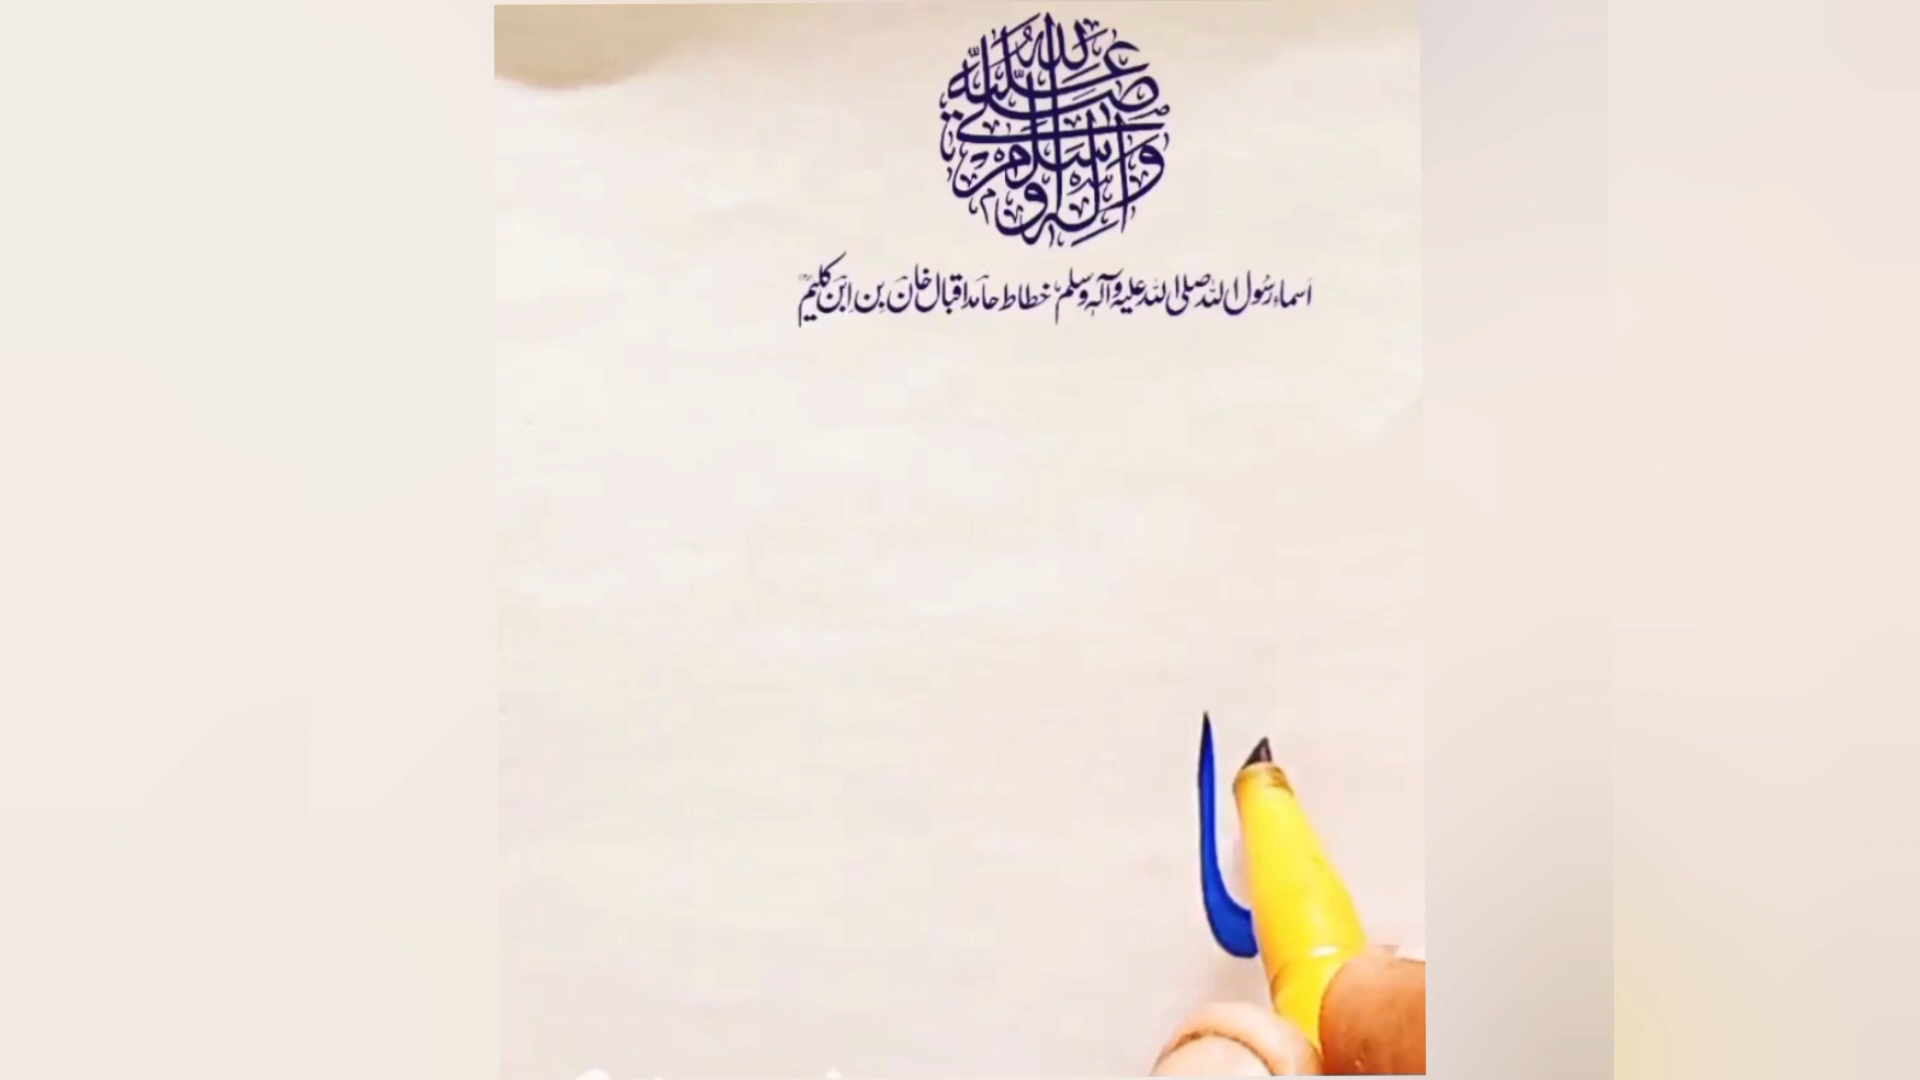 صلى الله عليه وآله وسلم
اسماء رسول اللہ صلی اللہ علیہ وآلہ وسلم خطاط حامد اقبال خان بن ابن کلیم